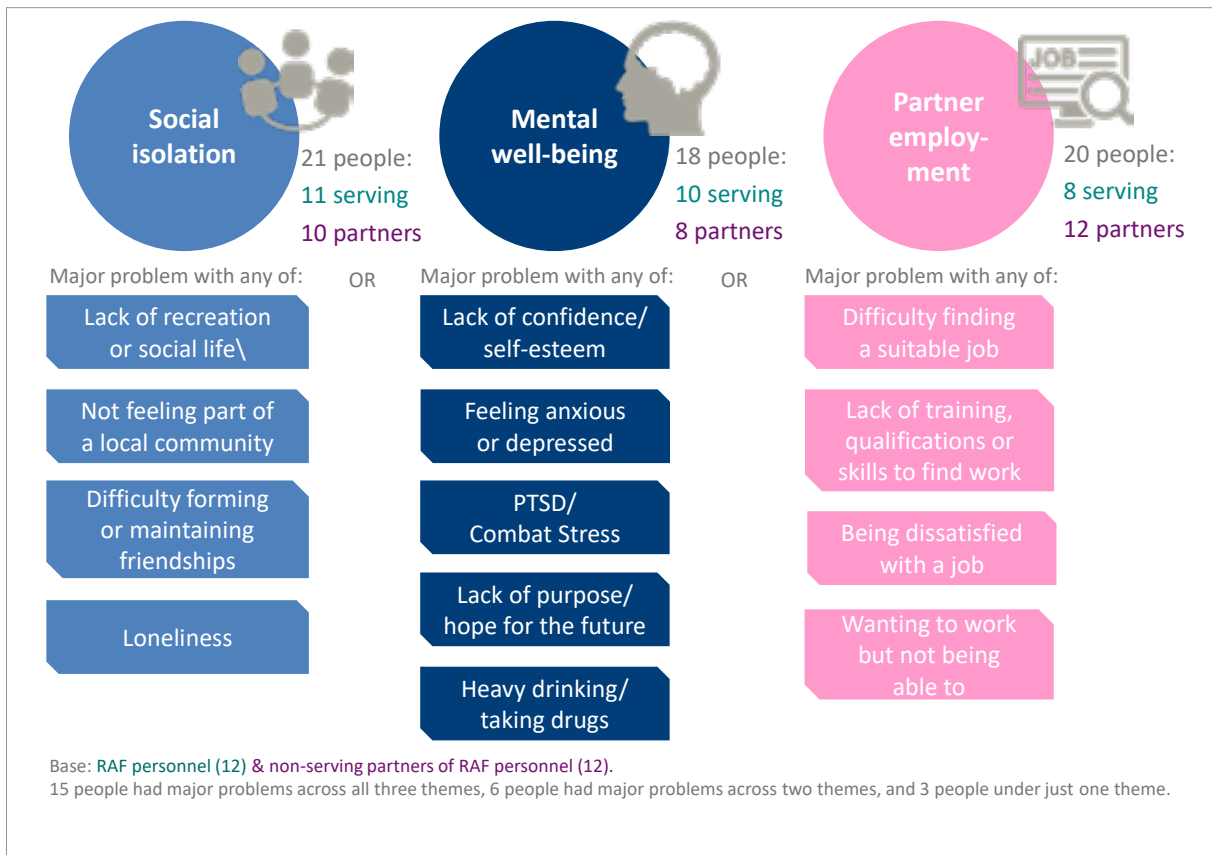 Social
isolation
21 people:
11 serving
10 partners
Mental
well-being
18 people:
10 serving
8 partners
JOB
Partner
employ-
ment
20 people:
8 serving
12 partners
Major problem with any of:
OR
Major problem with any of:
OR
Major problem with any of:
Lack of recreation
or social life\
Not feeling part of
a local community
Difficulty forming
or maintaining
friendships
Loneliness
Lack of confidence/
self-esteem
Feeling anxious
or depressed
PTSD/
Combat Stress
Lack of purpose/
hope for the future
Heavy drinking/
taking drugs
Difficulty finding
a suitable job
Lack of training,
qualifications or
skills to find work
Being dissatisfied
with a job
Wanting to work
but not being
able to
Base: RAF personnel (12) & non-serving partners of RAF personnel (12).
15 people had major problems across all three themes, 6 people had major problems across two themes, and 3 people under just one theme.